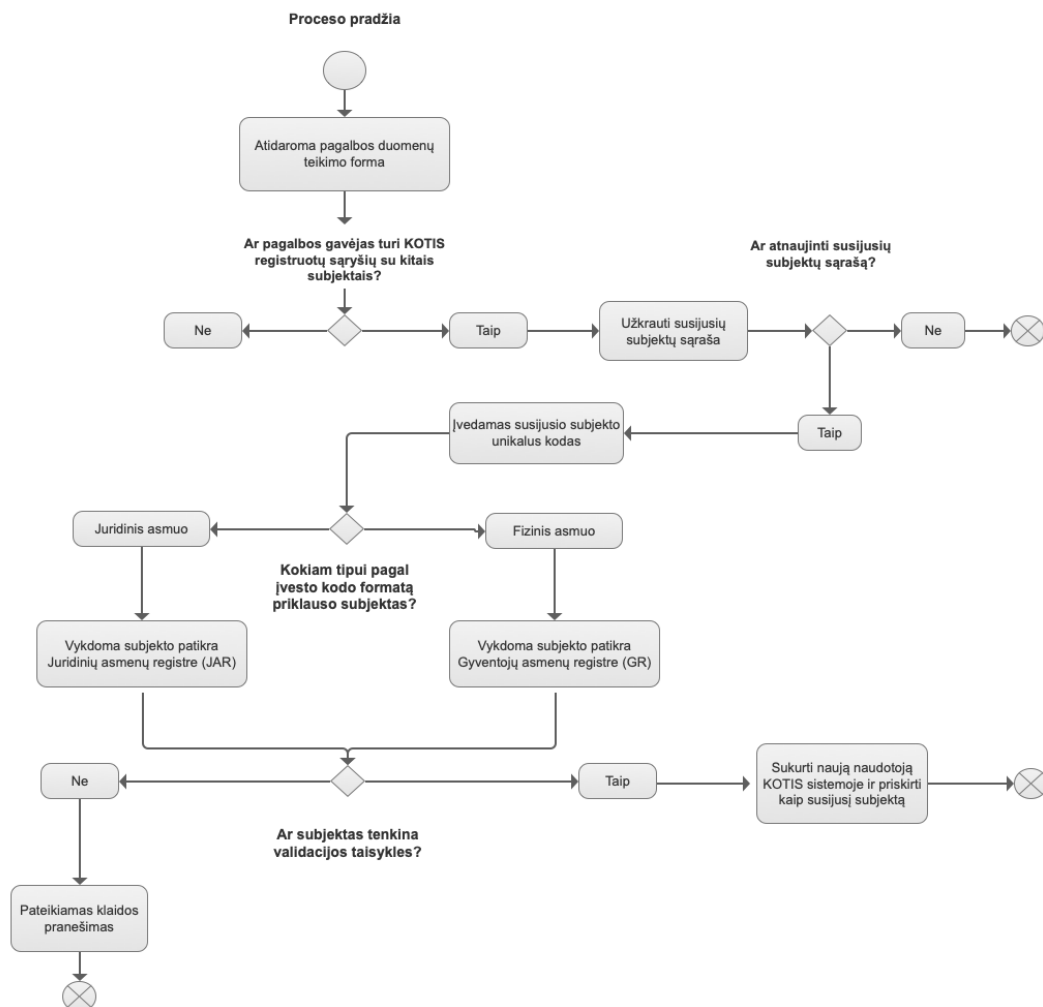 Proceso pradžia
Atidaroma pagalbos duomenų
teikimo forma
Ar pagalbos gavėjas turi KOTIS
registruotų sąryšių su kitais
subjektais?
Ar atnaujinti susijusių
subjektų sąrašą?
Ne
Taip
Užkrauti susijusių
subjektų sąraša
Ne
Įvedamas susijusio subjekto
unikalus kodas
Taip
Juridinis asmuo
Fizinis asmuo
Kokiam tipui pagal
įvesto kodo formatą
priklauso subjektas?
Vykdoma subjekto patikra
Juridinių asmenų registre (JAR)
Vykdoma subjekto patikra
Gyventojų asmenų registre (GR)
Ne
Taip
Sukurti naują naudotoją
KOTIS sistemoje ir priskirti
kaip susijusį subjektą
Ar subjektas tenkina
validacijos taisykles?
Pateikiamas klaidos
pranešimas